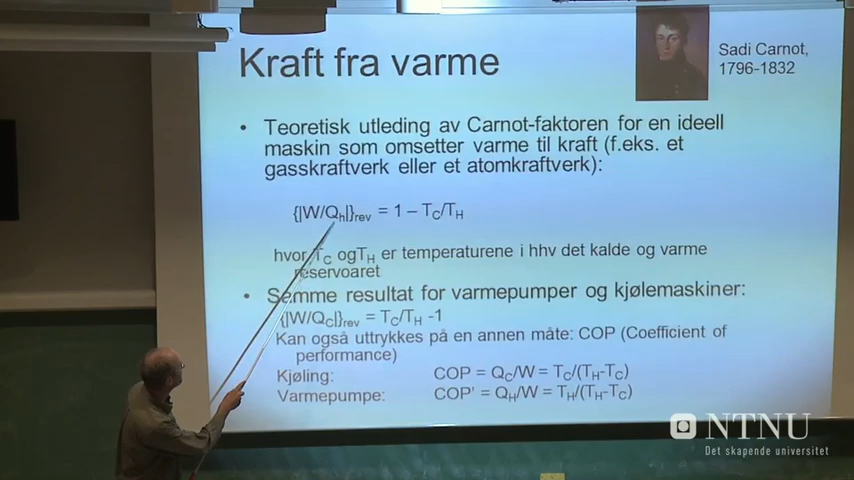 Kraft fra varme
Sadi Carnot,
1796-1832
• Teoretisk utleding av Carnot-faktoren for en ideell
maskin som omsetter varme til kraft (f.eks. et
gasskraftverk eller et atomkraftverk):
{|W/Qh|}rev = 1 – TC/TH
hvor TC ogTH er temperaturene i hhv det kalde og varme
reservoaret
• Samme resultat for varmepumper og kjølemaskiner:
{|W/QC|}rev = TC/TH -1
Kan også uttrykkes på en annen måte: COP (Coefficient of
performance)
Kjøling: COP = QC/W = TC/(TH-TC)
Varmepumpe: COP' = QH/W = TH/(TH-TC)
NTNU
Det skapende universitet